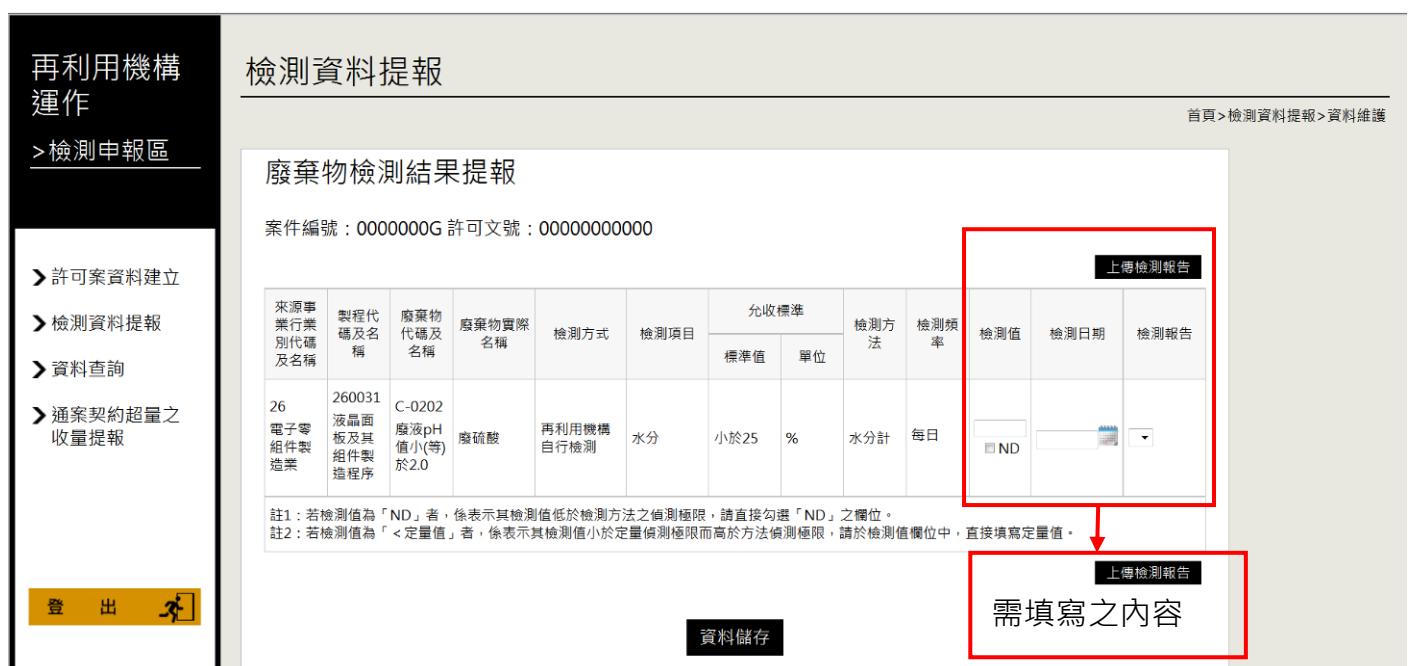 再利用機構
運作
>檢測申報區
許可案資料建立
檢測資料提報
資料查詢
通案契約超量之
收量提報
登 出
檢測資料提報
首頁>檢測資料提報>資料維護
廢棄物檢測結果提報
案件編號：0000000G 許可文號：00000000000
上傳檢測報告
來源事
業行業
別代碼
及名稱
製程代
碼及名
稱
廢棄物
代碼及
名稱
廢棄物實際
名稱
檢測方式
檢測項目
允收標準
標準值
單位
檢測方
法
檢測頻
率
檢測值
檢測日期
檢測報告
26
電子零
組件製
造業
260031
液晶面
板及其
組件製
造程序
C-0202
廢液pH
值小(等)
於2.0
廢硫酸
再利用機構
自行檢測
水分
小於25
%
水分計
每日
ND
註1：若檢測值為「ND」者，係表示其檢測值低於檢測方法之偵測極限，請直接勾選「ND」之欄位。
註2：若檢測值為「＜定量值」者，係表示其檢測值小於定量偵測極限而高於方法偵測極限，請於檢測值欄位中，直接填寫定量值。
上傳檢測報告
需填寫之內容
資料儲存